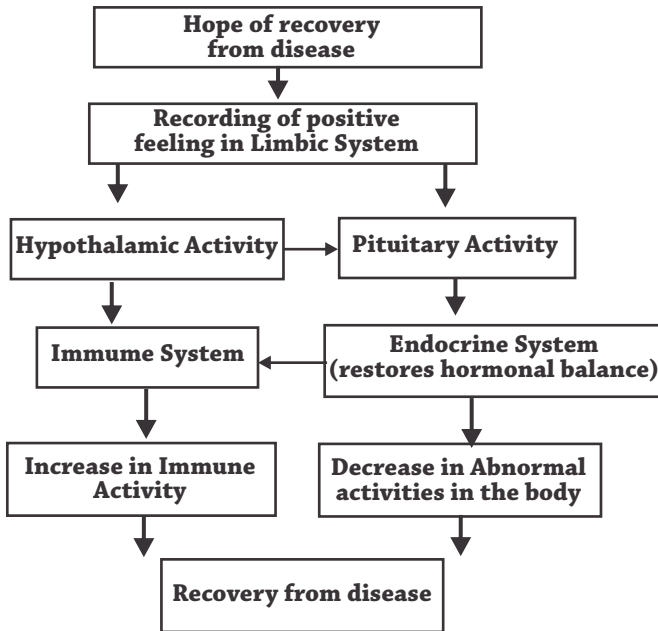 Hope of recovery
from disease
Recording of positive
feeling in Limbic System
Hypothalamic Activity
Pituitary Activity
Immume System
Endocrine System
(restores hormonal balance)
Increase in Immune
Activity
Decrease in Abnormal
activities in the body
Recovery from disease